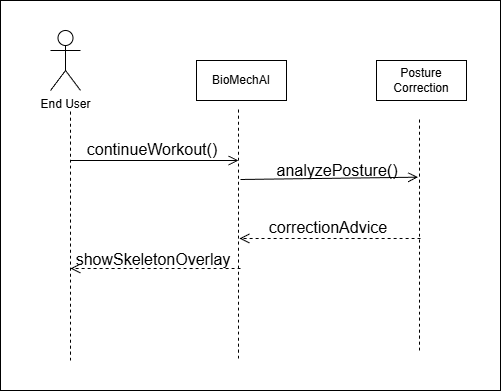 End User
BioMechAI
Posture
Correction
continueWorkout()
analyzePosture()
correctionAdvice
showSkeletonOverlay